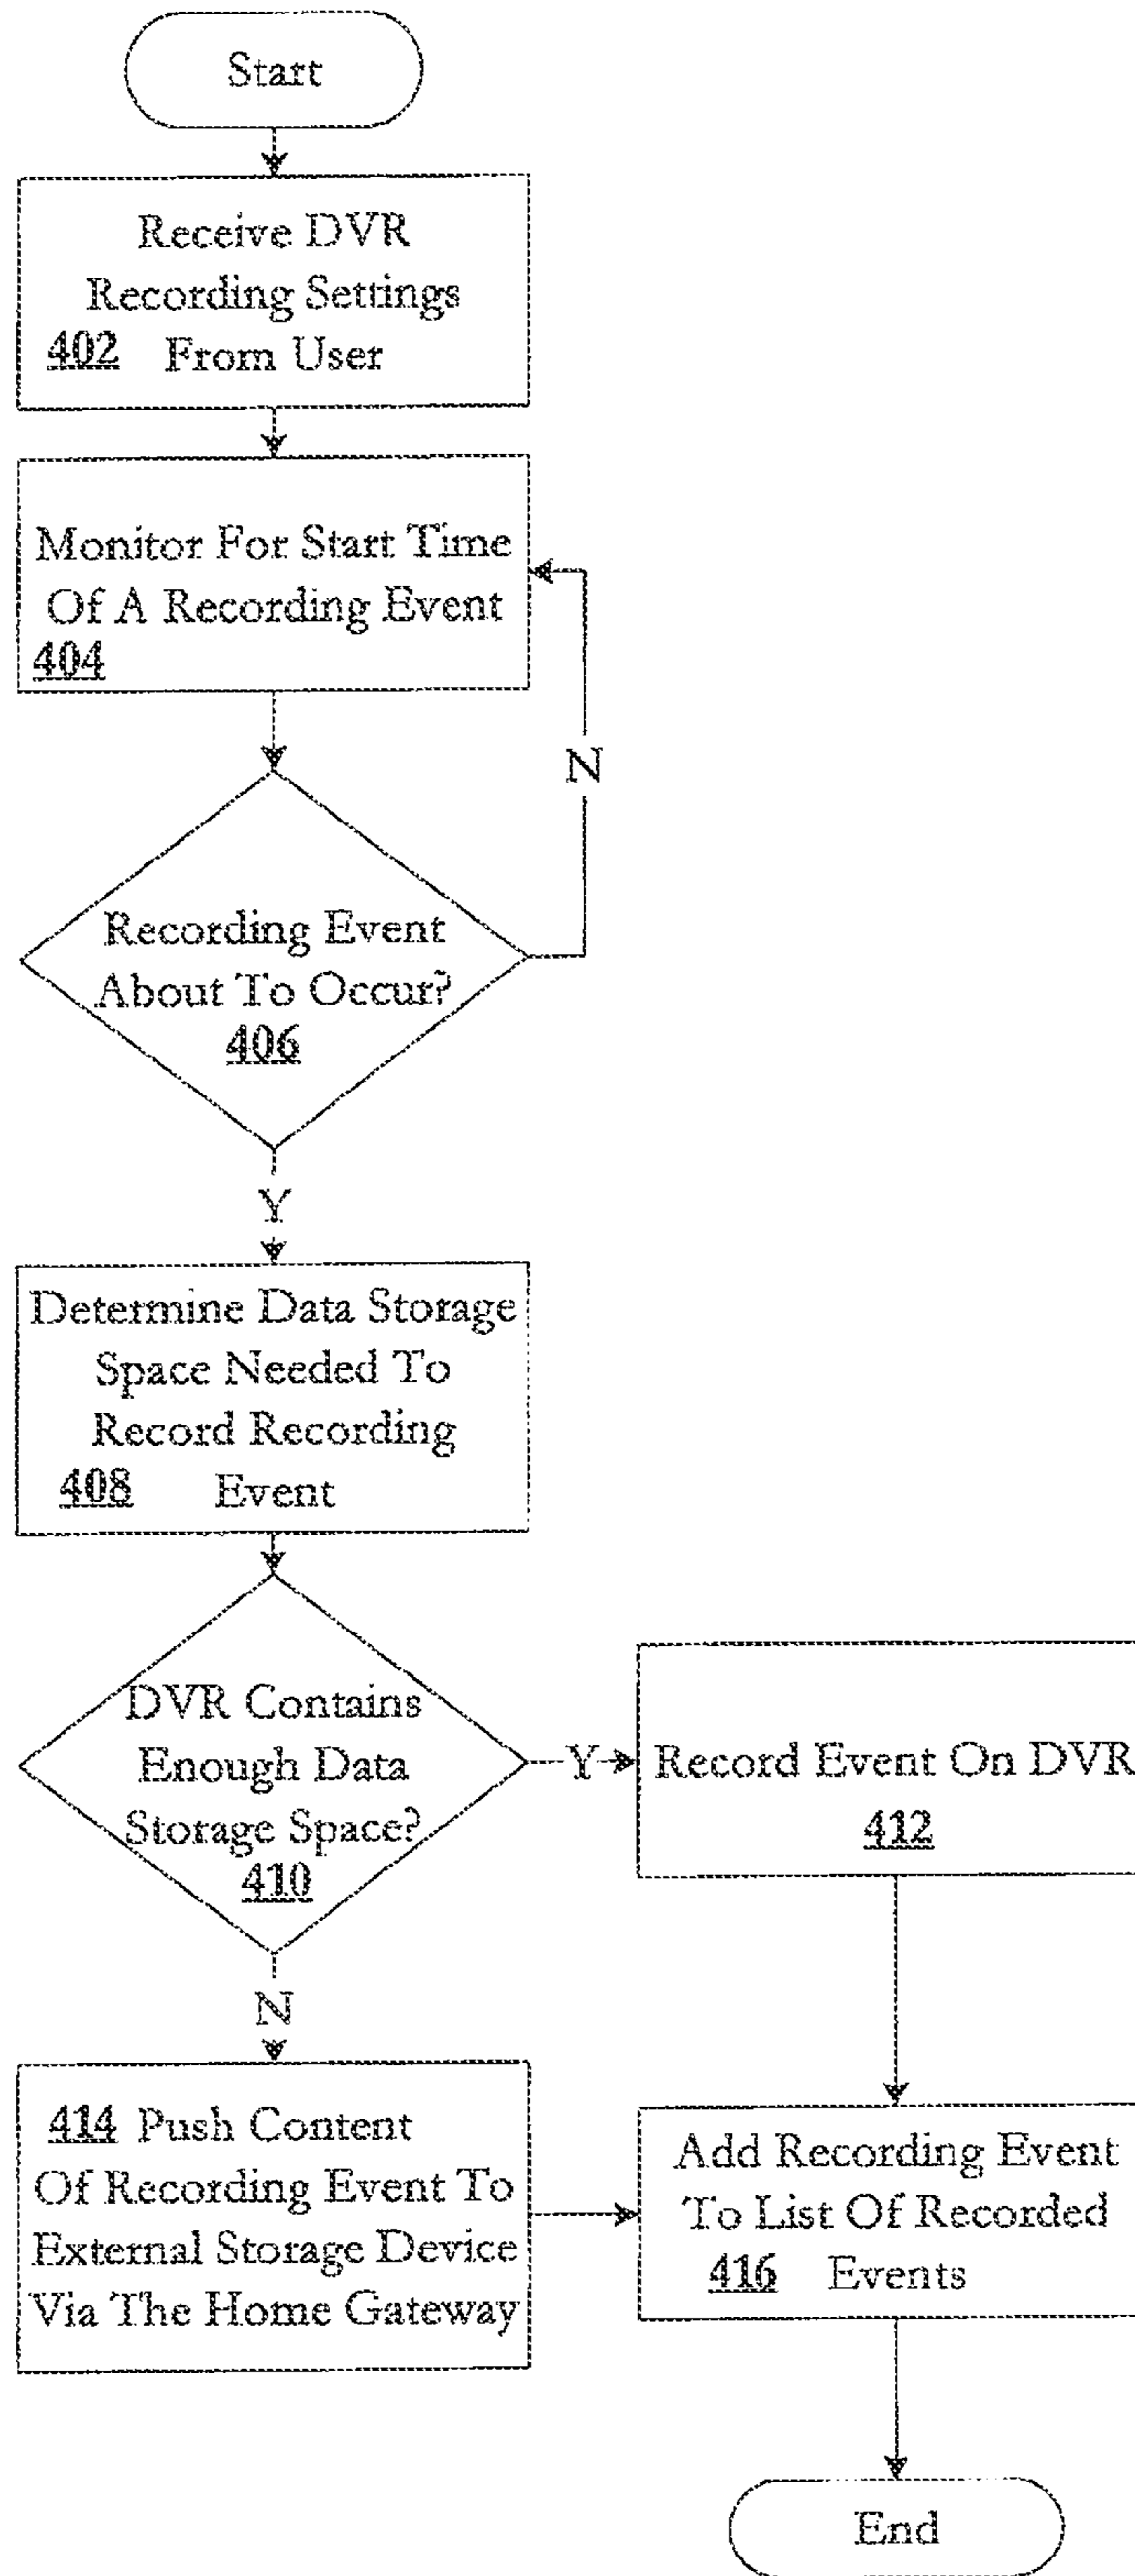 Start
Receive DVR
Recording Settings
402 From User
Monitor For Start Time
Of A Recording Event
404
N
Recording Event
About To Occur?
406
Y
Determine Data Storage
Space Needed To
Record Recording
408 Event
DVR Contains
Enough Data
Storage Space?
410
Y
Record Event On DVR
412
N
414 Push Content
Of Recording Event To
External Storage Device
Via The Home Gateway
Add Recording Event
To List Of Recorded
416 Events
End